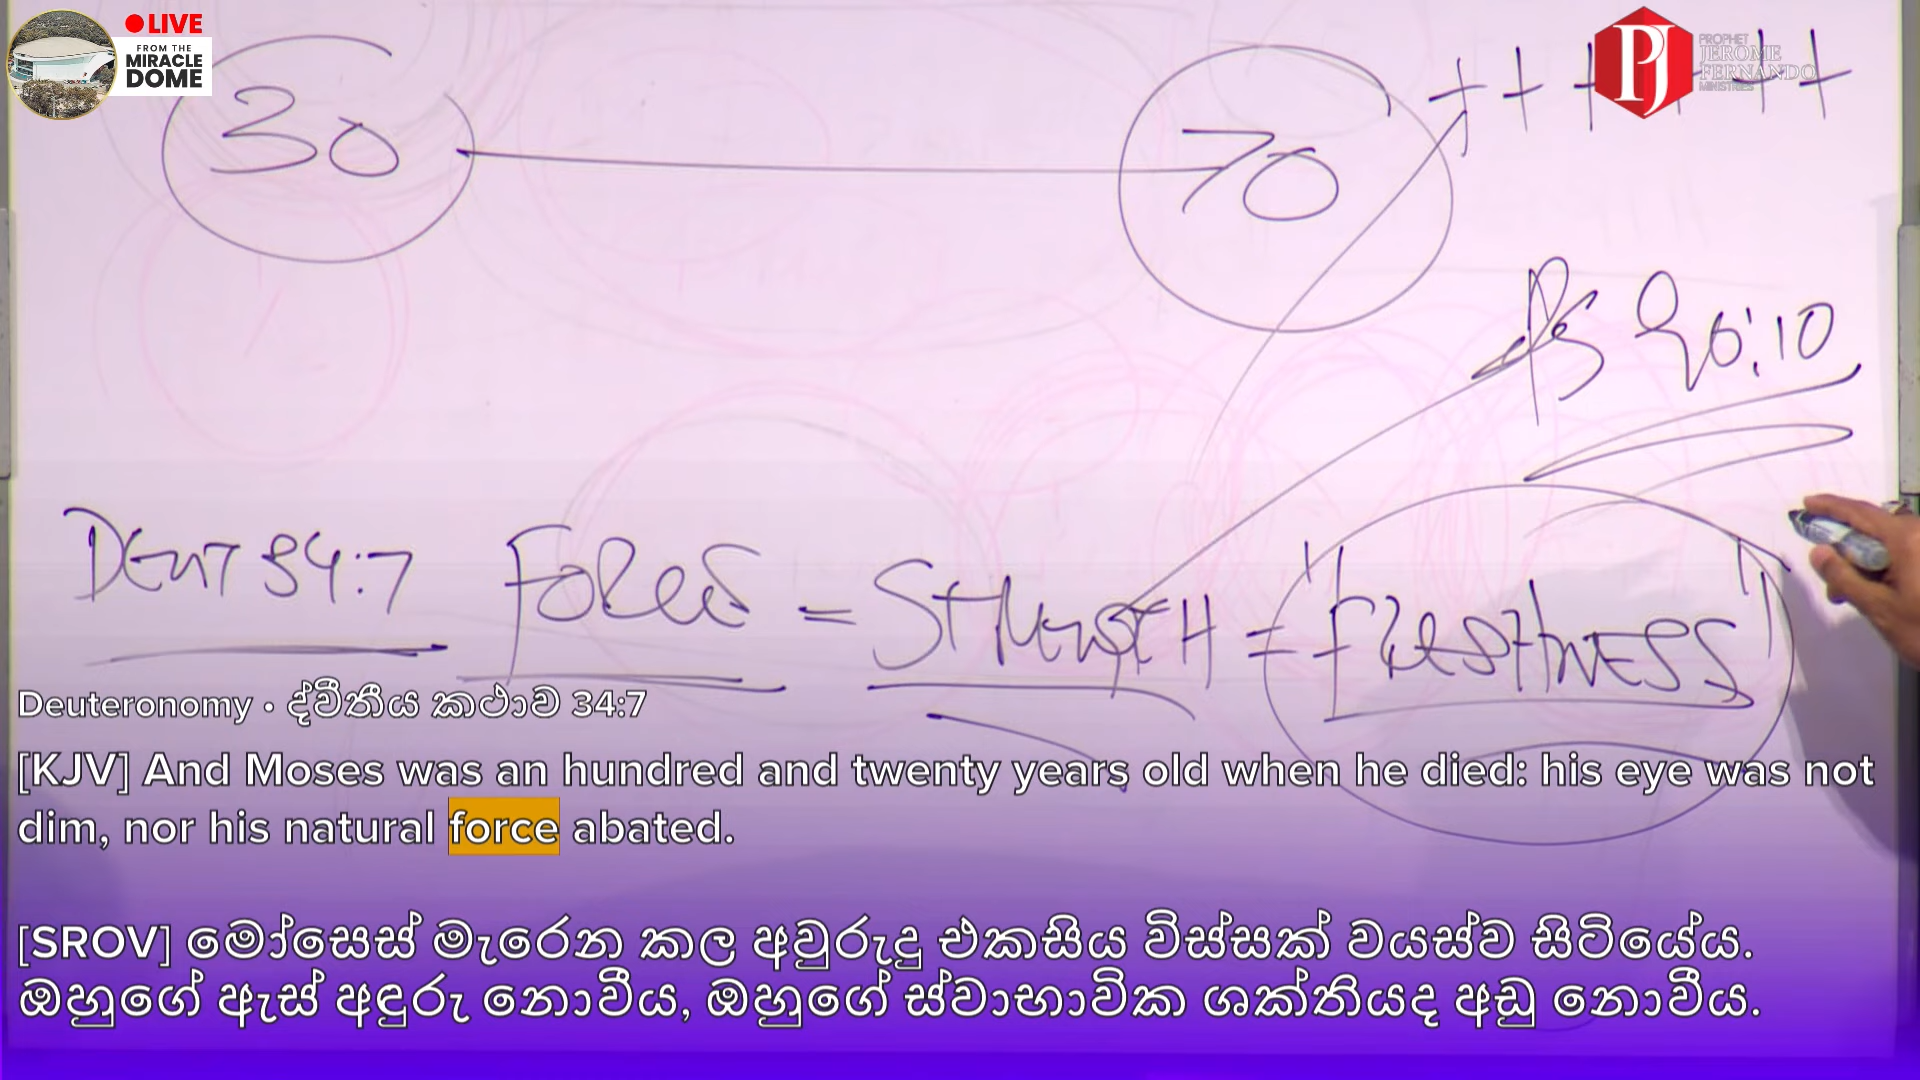 LIVE
FROM THE
MIRACLE
DOME
PROPHET
JEROME
FERNANDO
MINISTRIES
PJ
30 70 + + + + + +
Ps 90:10
DEUT 34:7 FORCE = STRENGTH = "FRESHNESS"
Deuteronomy • ද්විතීය කථාව 34:7
[KJV] And Moses was an hundred and twenty years old when he died: his eye was not
dim, nor his natural force abated.
[SROV] මෝසෙස් මැරෙන කල අවුරුදු එකසිය විස්සක් වයස්ව සිටියේය.
ඔහුගේ ඇස් අඳුරු නොවීය, ඔහුගේ ස්වාභාවික ශක්තියද අඩු නොවීය.